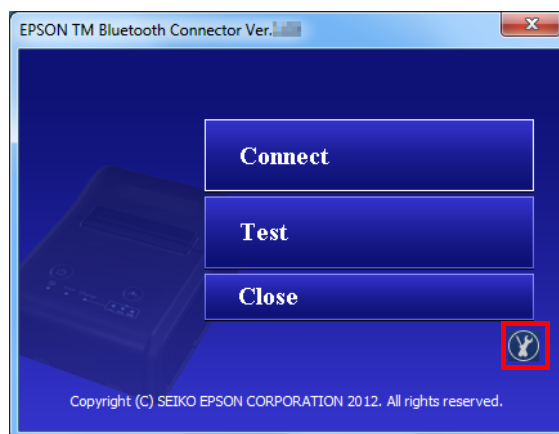 EPSON TM Bluetooth Connector Ver.
Connect
Test
Close
Copyright (C) SEIKO EPSON CORPORATION 2012. All rights reserved.